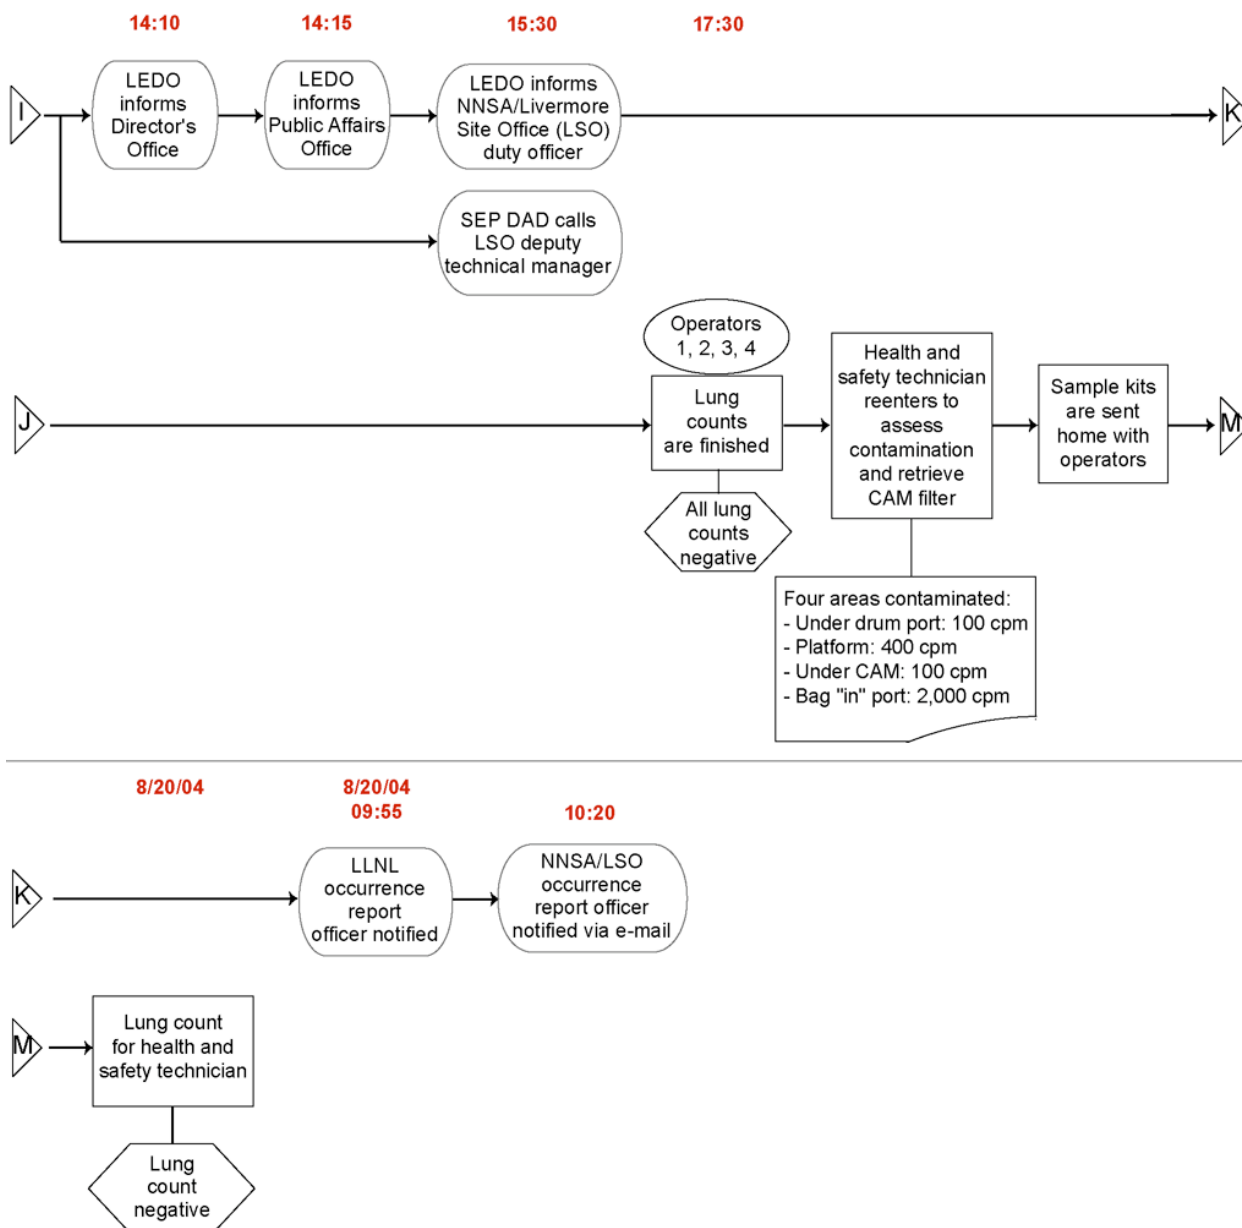 14:10
14:15
15:30
17:30
I
LEDO
informs
Director's
Office
LEDO
informs
Public Affairs
Office
LEDO informs
NNSA/Livermore
Site Office (LSO)
duty officer
K
SEP DAD calls
LSO deputy
technical manager
J
Operators
1, 2, 3, 4
Lung
counts
are finished
All lung
counts
negative
Health and
safety technician
reenters to
assess
contamination
and retrieve
CAM filter
Sample kits
are sent
home with
operators
M
Four areas contaminated:
- Under drum port: 100 cpm
- Platform: 400 cpm
- Under CAM: 100 cpm
- Bag "in" port: 2,000 cpm
8/20/04
8/20/04
09:55
10:20
K
LLNL
occurrence
report
officer notified
NNSA/LSO
occurrence
report officer
notified via e-mail
M
Lung count
for health and
safety technician
Lung
count
negative